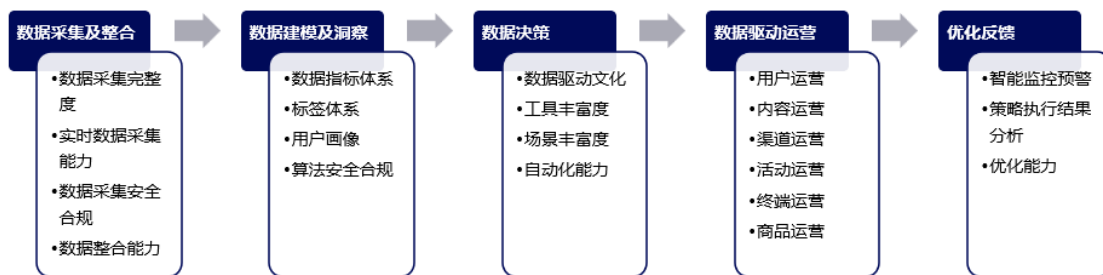 数据采集及整合
•数据采集完整
度
•实时数据采集
能力
•数据采集安全
合规
•数据整合能力
数据建模及洞察
•数据指标体系
•标签体系
•用户画像
•算法安全合规
数据决策
•数据驱动文化
•工具丰富度
•场景丰富度
•自动化能力
数据驱动运营
•用户运营
•内容运营
•渠道运营
•活动运营
•终端运营
•商品运营
优化反馈
•智能监控预警
•策略执行结果
分析
•优化能力